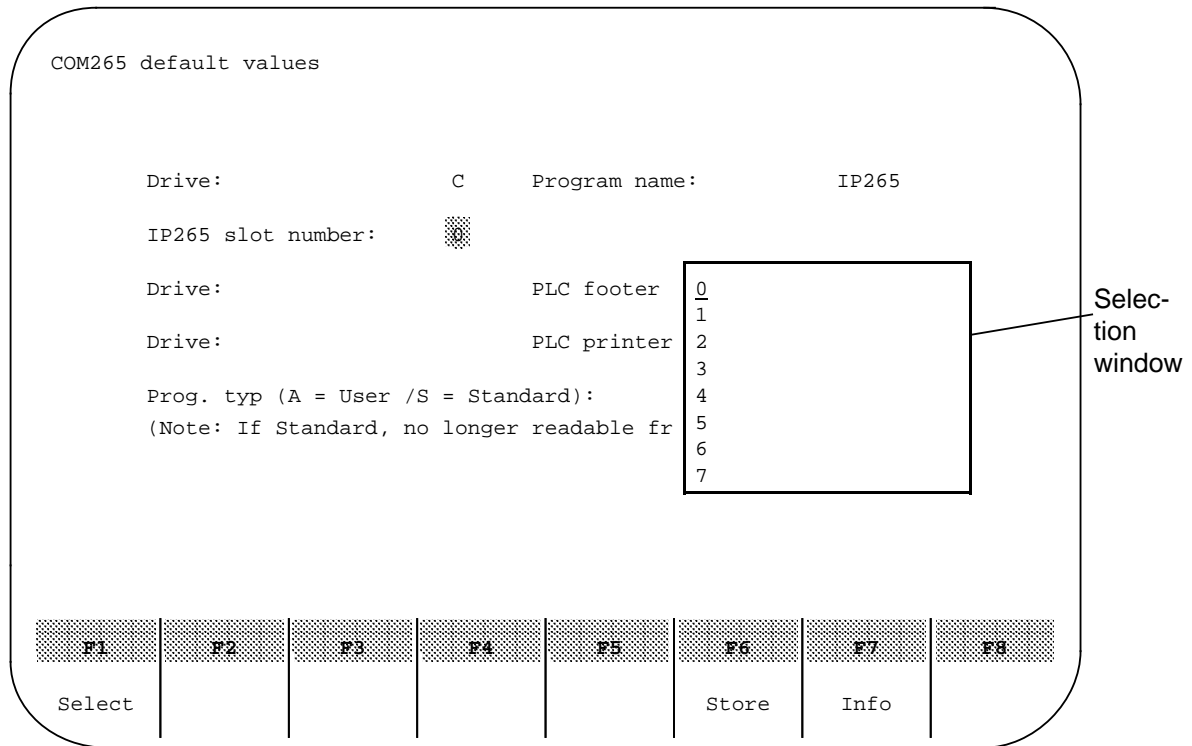 COM265 default values
Drive: C Program name: IP265
IP265 slot number: 0
Drive: PLC footer
Drive: PLC printer
Prog. typ (A = User /S = Standard):
(Note: If Standard, no longer readable fr
0
1
2
3
4
5
6
7
Selec-
tion
window
F1 F2 F3 F4 F5 F6 F7 F8
Select Store Info